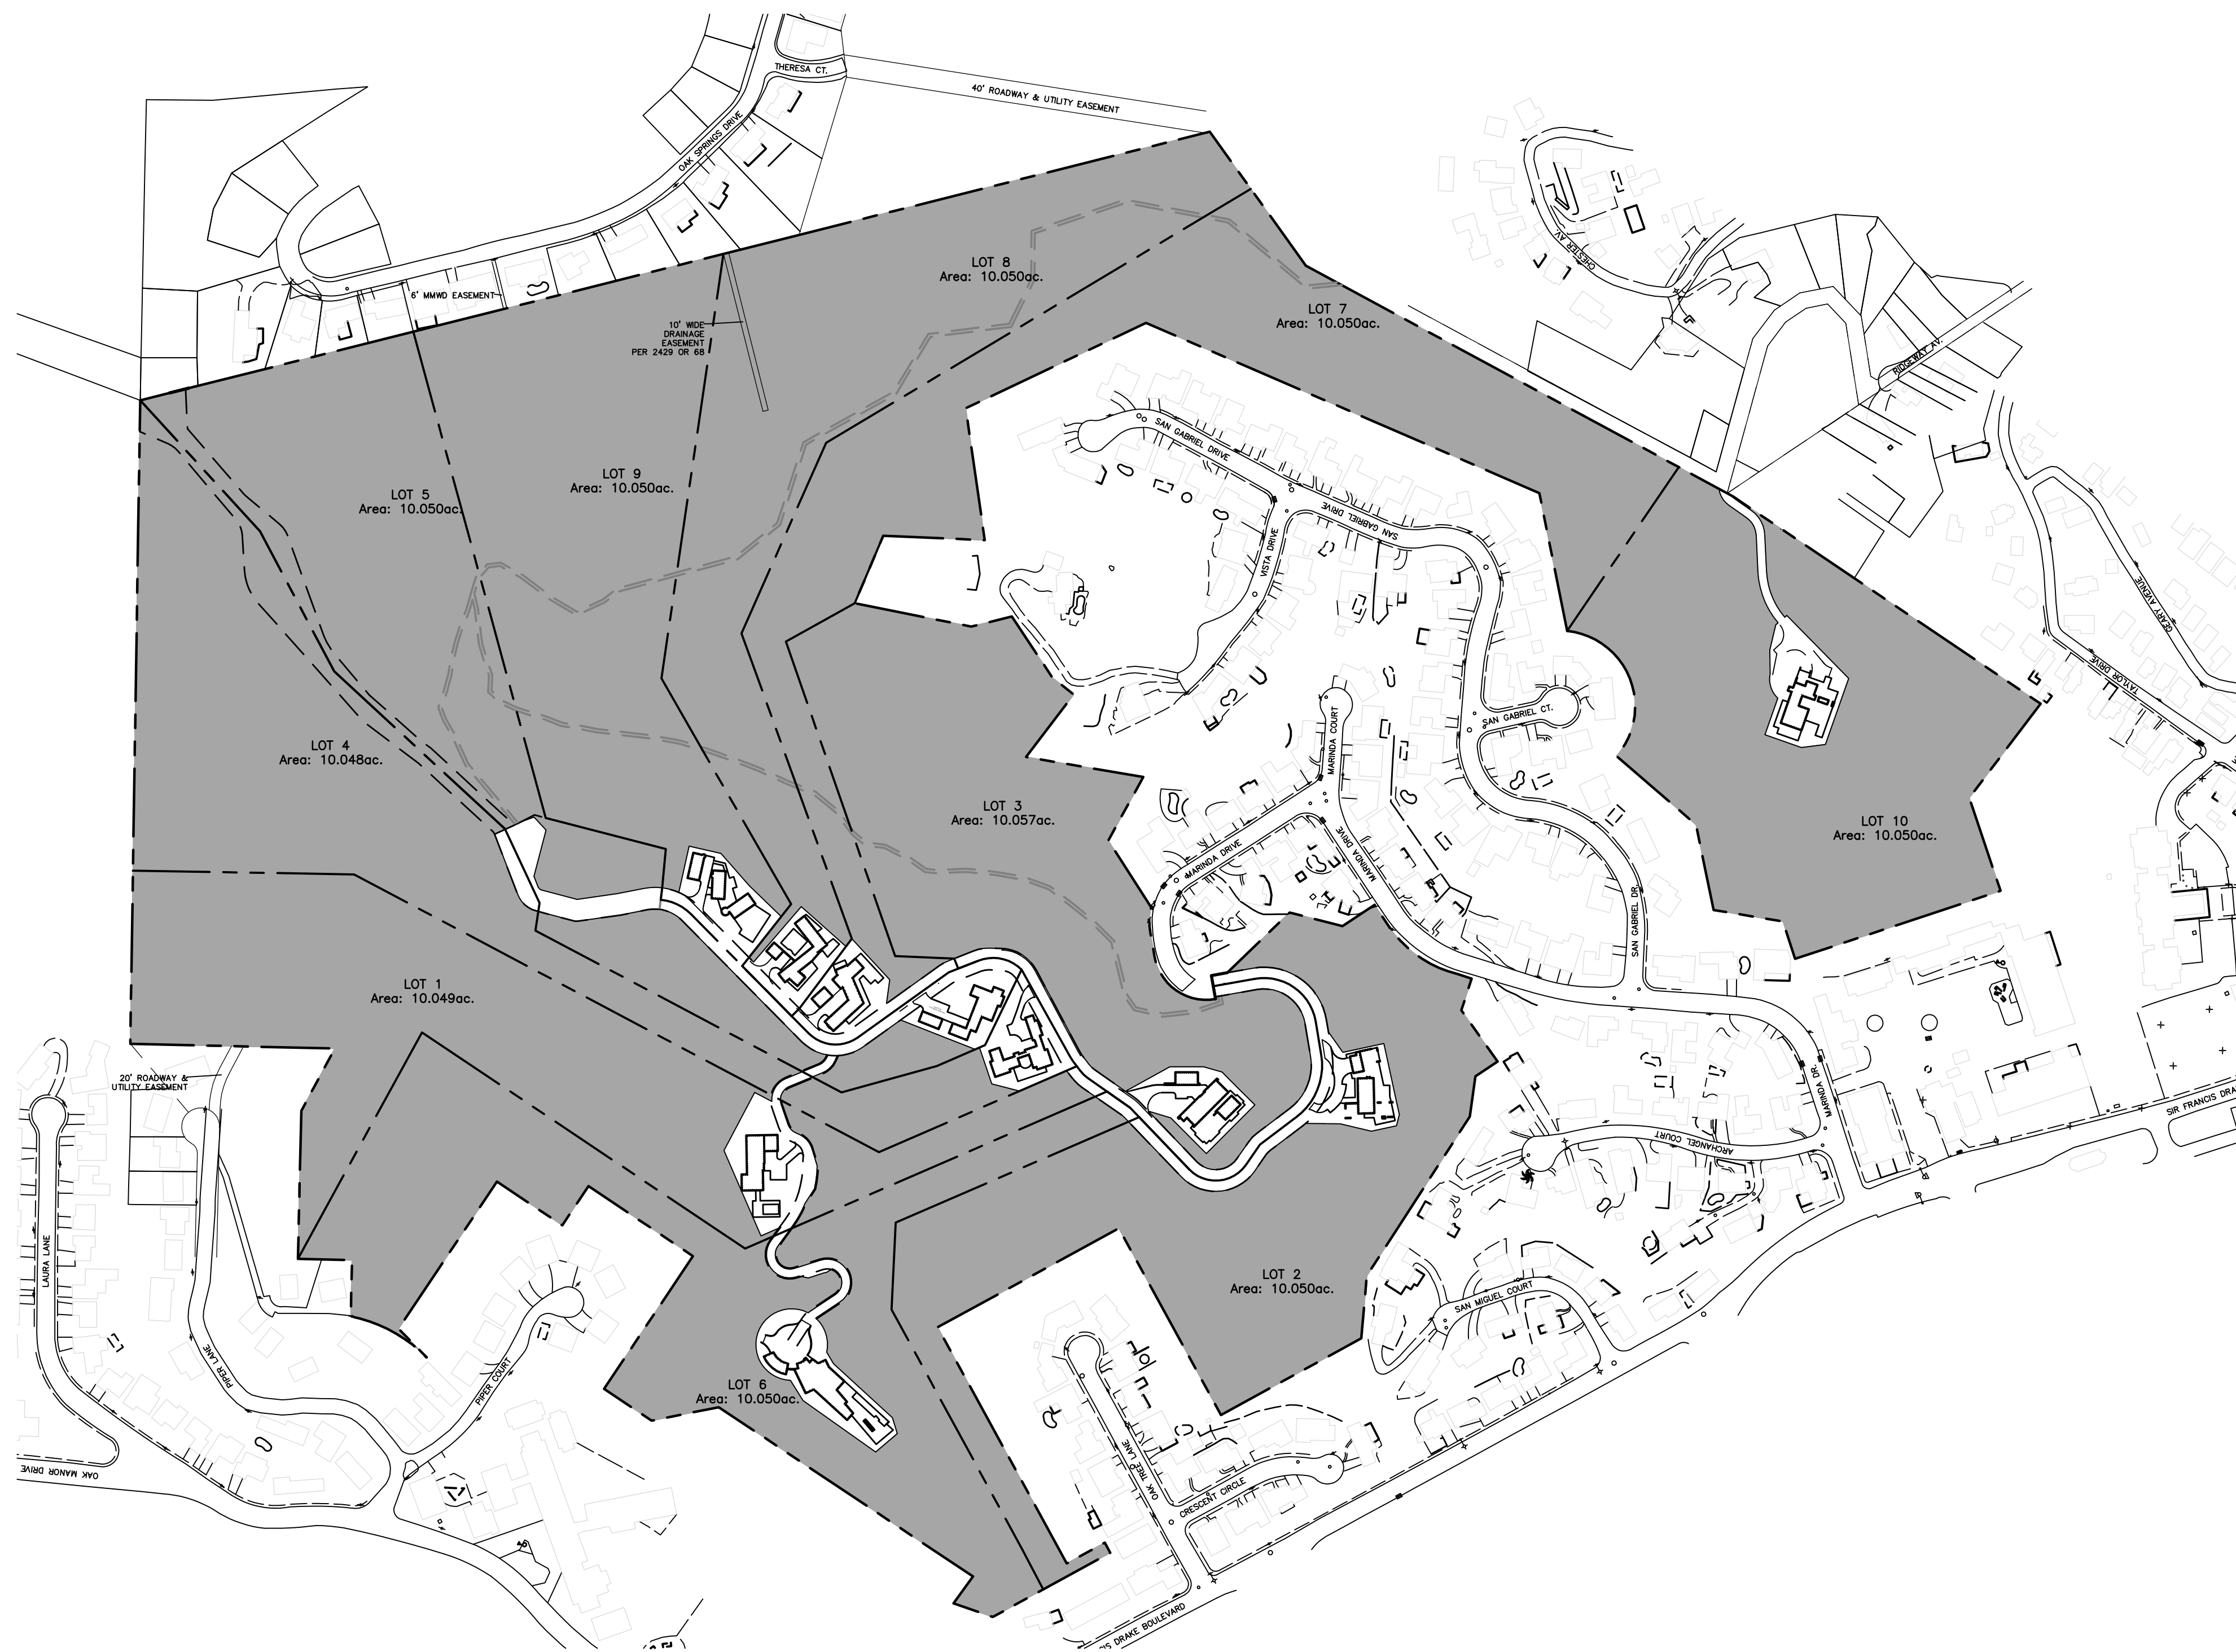 THERESA CT.
40' ROADWAY & UTILITY EASEMENT
OAK SPRINGS DRIVE
CHESTER AV.
LOT 8
Area: 10.050ac.
6' MMWD EASEMENT
LOT 7
Area: 10.050ac.
10' WIDE
DRAINAGE
EASEMENT
PER 2429 OR 68
RIDGEWAY AV.
SAN GABRIEL DRIVE
LOT 9
Area: 10.050ac.
LOT 5
Area: 10.050ac.
SAN GABRIEL DRIVE
VISTA DRIVE
GEARY AVENUE
TAYLOR DRIVE
SAN GABRIEL CT.
MARINDA COURT
LOT 4
Area: 10.048ac.
LOT 3
Area: 10.057ac.
LOT 10
Area: 10.050ac.
MARINDA DRIVE
MARINDA DRIVE
SAN GABRIEL DR.
LOT 1
Area: 10.049ac.
20' ROADWAY &
UTILITY EASEMENT
MARINDA DR.
SIR FRANCIS DRA
ARCHANGEL COURT
LAURA LANE
LOT 2
Area: 10.050ac.
SAN MIGUEL COURT
PIPER LANE
PIPER COURT
LOT 6
Area: 10.050ac.
OAK TREE LANE
CRESCENT CIRCLE
OAK MANOR DRIVE
IS DRAKE BOULEVARD